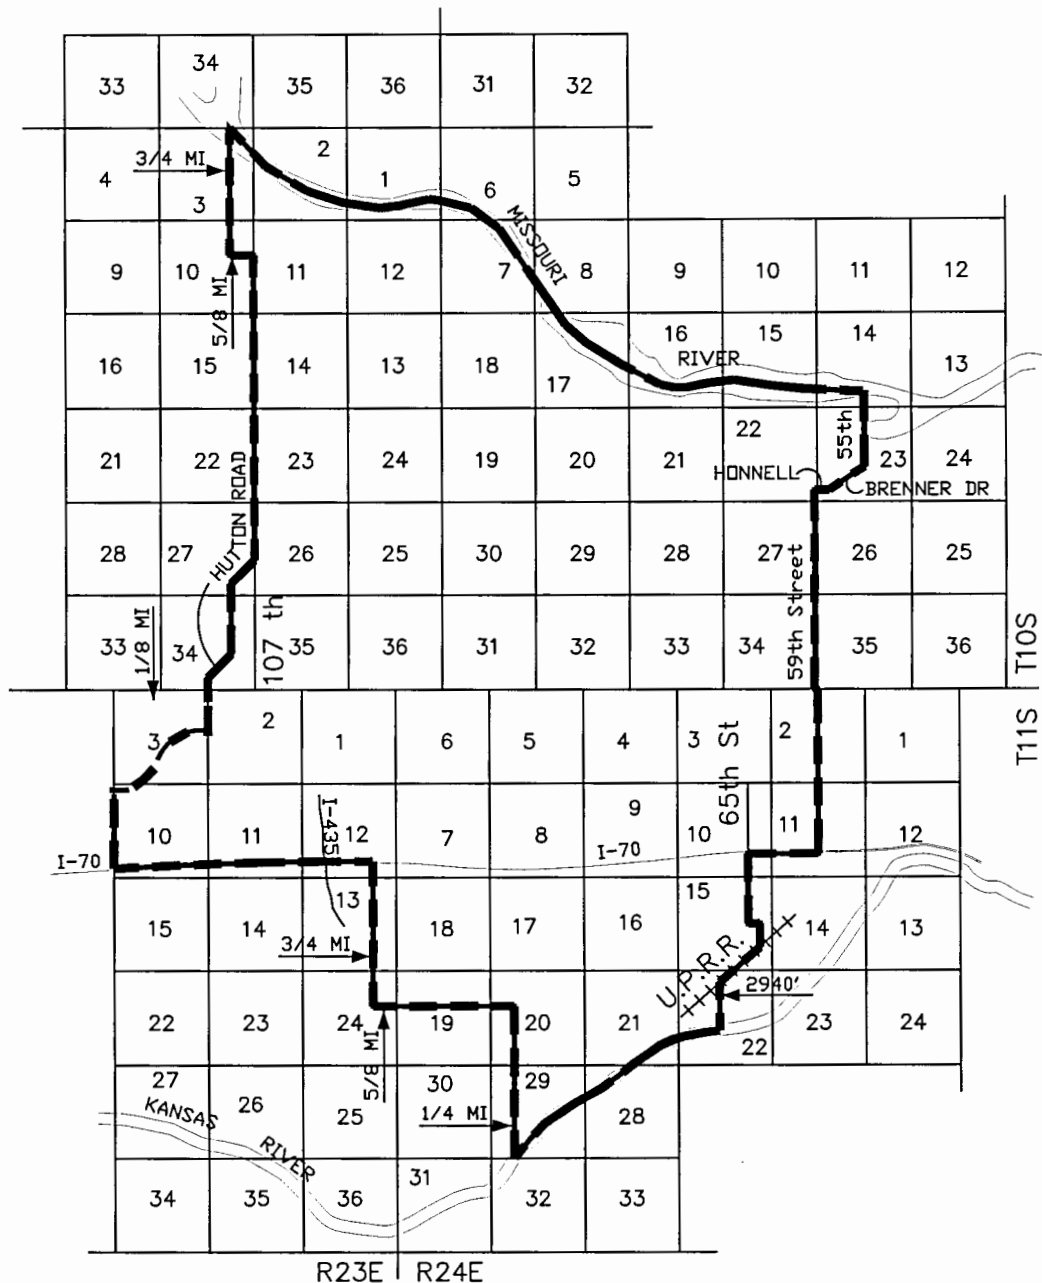 34
33 35 36 31 32
3/4 MI
2
4 1 6 5
3
MISSOURI
9 10 11 12 7 8 9 10 11 12
5/8 MI
16 15 14
16 15 14 13 18 17 RIVER 13
22 55th
21 22 23 24 19 20 21 HONNELL 23 24
BRENNER DR
HUTTON ROAD
28 27 26 25 30 29 28 27 26 25
59th Street
1/8 MI
107 th
33 34 35 36 31 32 33 34 35 36
T10S
T11S
3 2 1 6 5 4 3 2 1
65th St
9
10 11 12 7 8 10 11 12
I-435
I-70 I-70
13 15
15 14 18 17 16 14 13
3/4 MI
U.P.R.R.
2940'
22 23 24 19 20 21 22 23 24
5/8 MI
27 26 25 30 29 28
1/4 MI
KANSAS
RIVER
31
34 35 36 32 33
R23E R24E